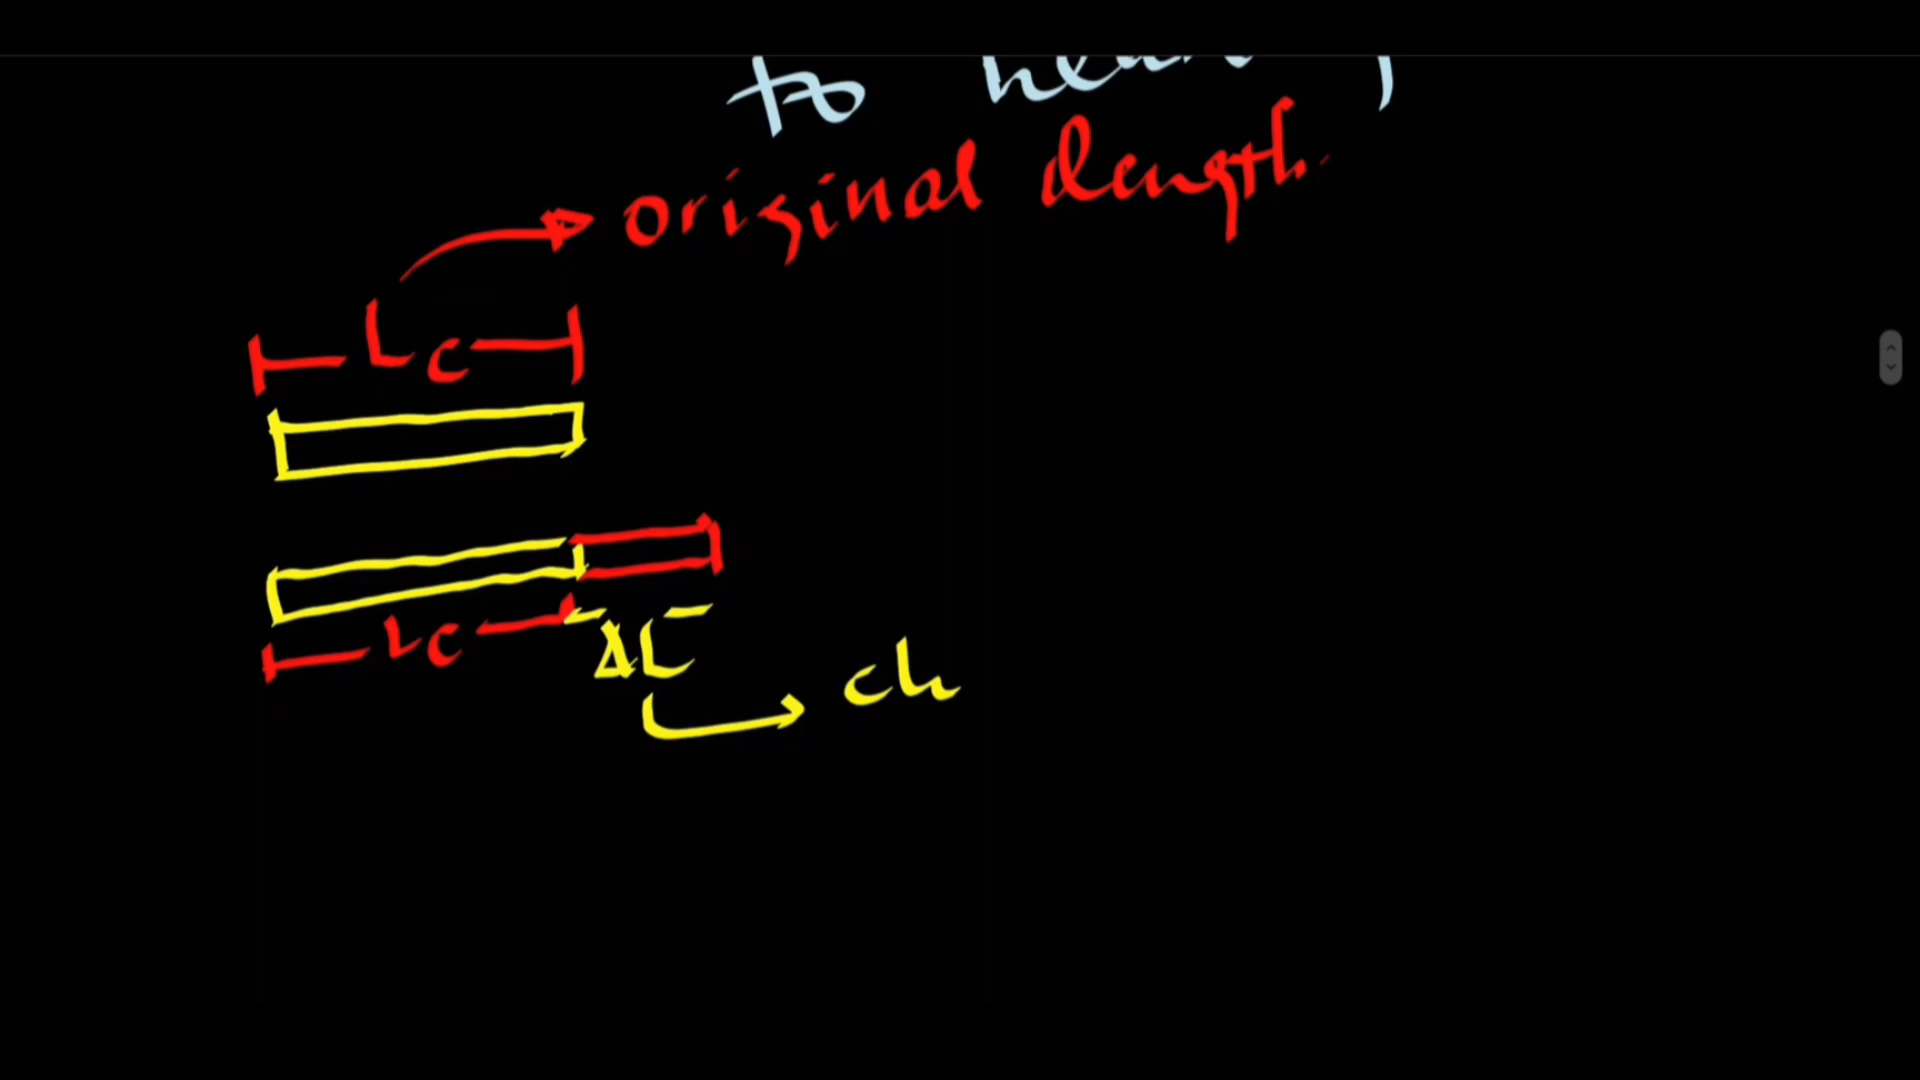 to
original length.
Lc
Lc
ΔL
ch